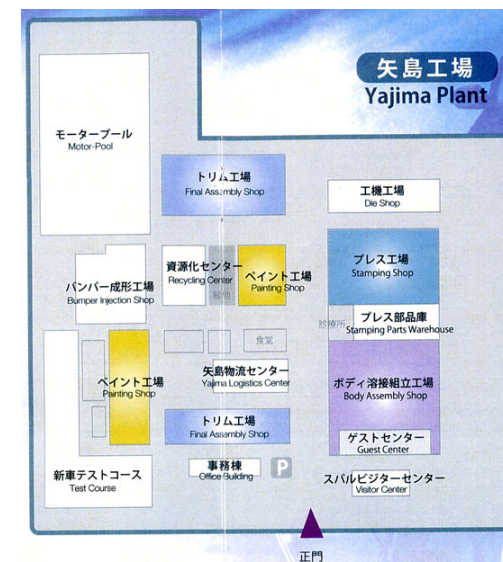 矢島工場
Yajima Plant
モータープール
Motor-Pool
トリム工場
Final Assembly Shop
工機工場
Die Shop
資源化センター
Recycling Center
ペイント工場
Painting Shop
プレス工場
Stamping Shop
バンパー成形工場
Bumper Injection Shop
緑地
診療所
プレス部品庫
Stamping Parts Warehouse
食堂
ペイント工場
Painting Shop
矢島物流センター
Yajima Logistics Center
ボディ溶接組立工場
Body Assembly Shop
トリム工場
Final Assembly Shop
ゲストセンター
Guest Center
新車テストコース
Test Course
事務棟
Office Building
P
スバルビジターセンター
Visitor Center
正門